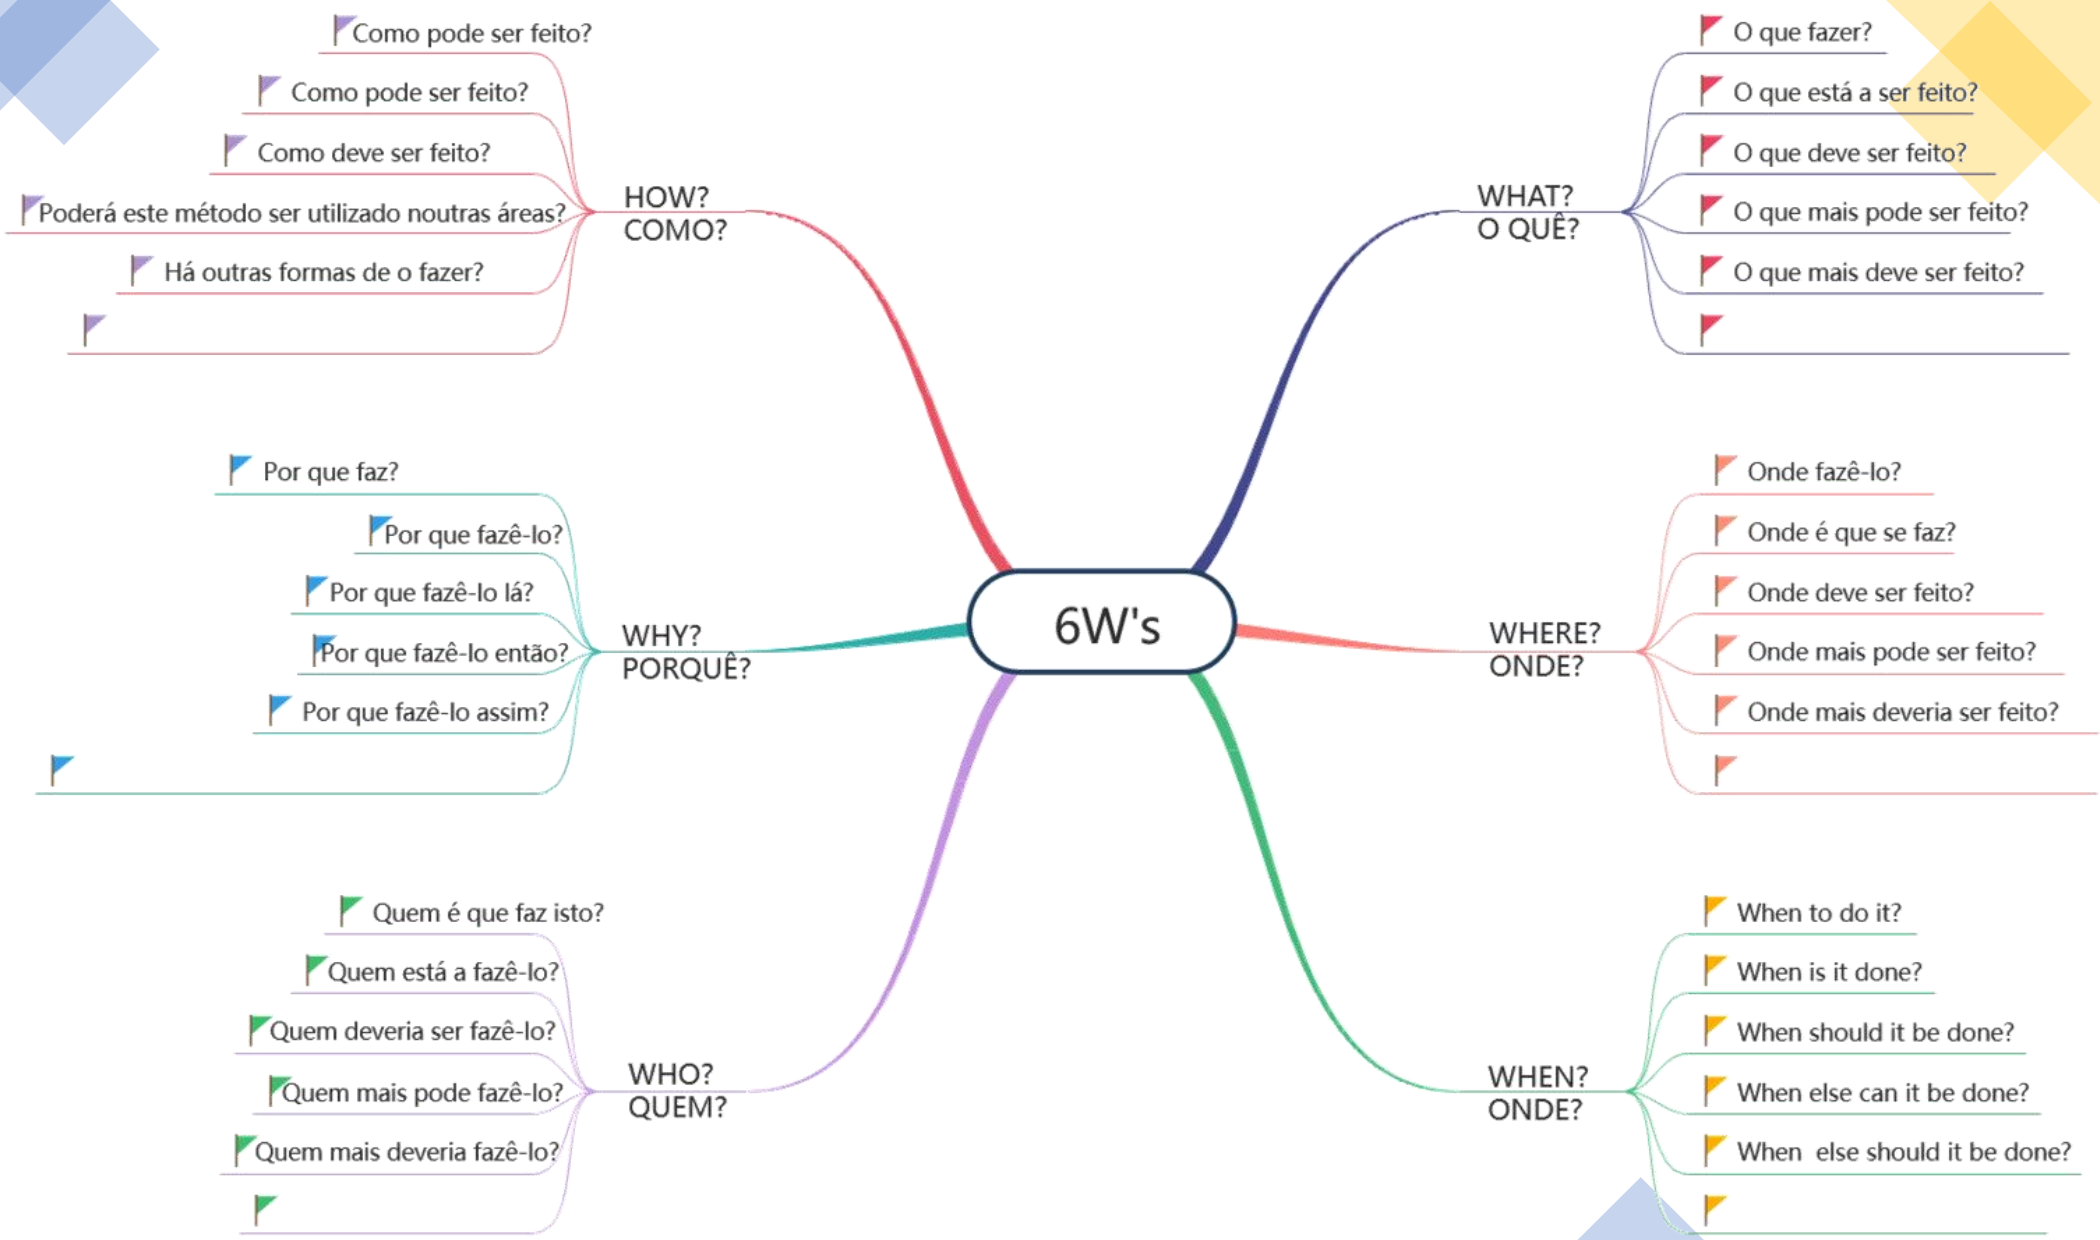 Como pode ser feito?
Como pode ser feito?
Como deve ser feito?
Poderá este método ser utilizado noutras áreas?
Há outras formas de o fazer?
HOW?
COMO?
WHAT?
O QUÊ?
O que fazer?
O que está a ser feito?
O que deve ser feito?
O que mais pode ser feito?
O que mais deve ser feito?
Por que faz?
Por que fazê-lo?
Por que fazê-lo lá?
Por que fazê-lo então?
Por que fazê-lo assim?
WHY?
PORQUÊ?
6W's
WHERE?
ONDE?
Onde fazê-lo?
Onde é que se faz?
Onde deve ser feito?
Onde mais pode ser feito?
Onde mais deveria ser feito?
Quem é que faz isto?
Quem está a fazê-lo?
Quem deveria ser fazê-lo?
Quem mais pode fazê-lo?
Quem mais deveria fazê-lo?
WHO?
QUEM?
WHEN?
ONDE?
When to do it?
When is it done?
When should it be done?
When else can it be done?
When  else should it be done?